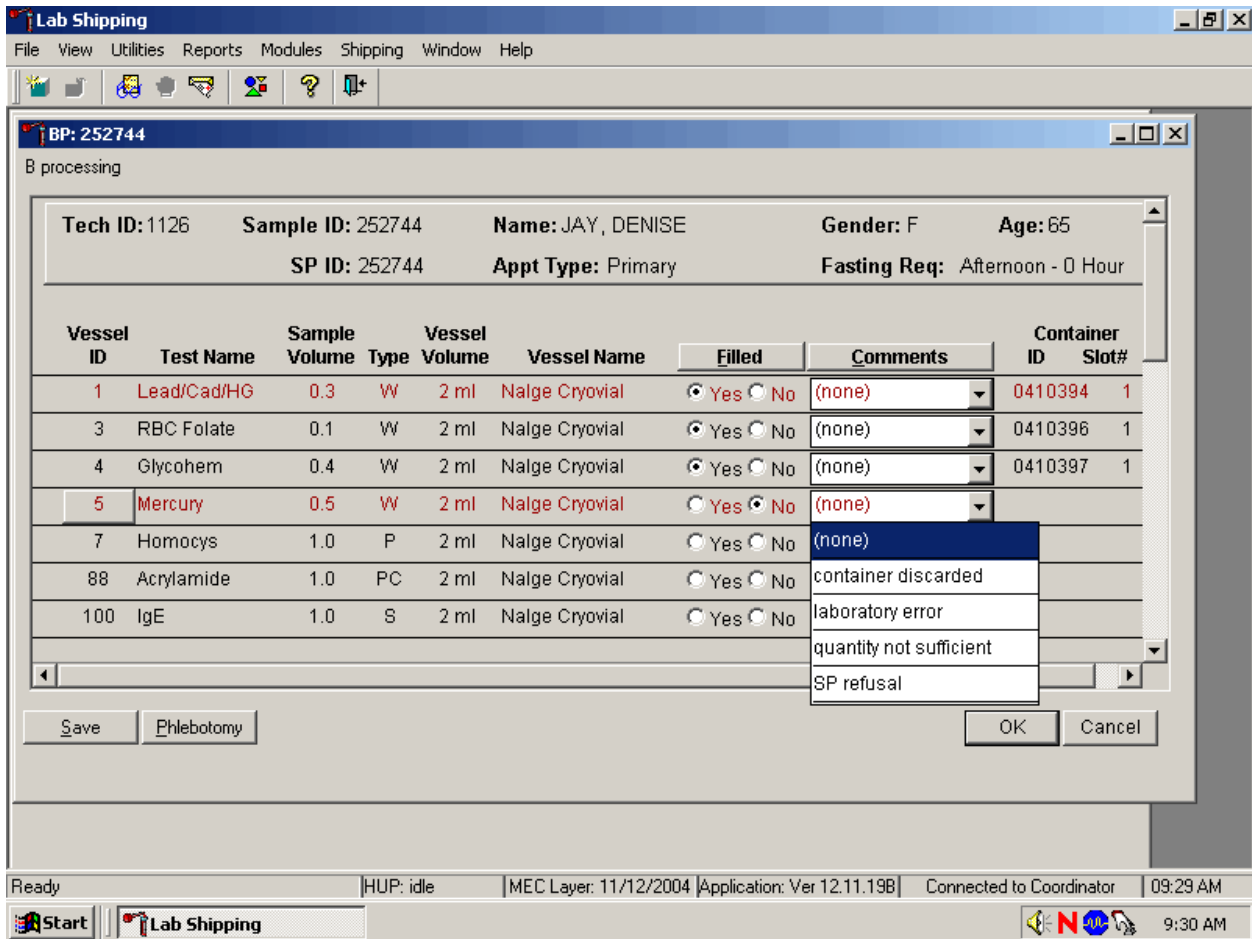 Lab Shipping
File View Utilities Reports Modules Shipping Window Help
BP: 252744
B processing
Tech ID: 1126 Sample ID: 252744 Name: JAY, DENISE Gender: F Age: 65
SP ID: 252744 Appt Type: Primary Fasting Req: Afternoon - 0 Hour
Vessel Sample Vessel Container
ID Test Name Volume Type Volume Vessel Name Filled Comments ID Slot#
1 Lead/Cad/HG 0.3 W 2 ml Nalge Cryovial Yes No (none) 0410394 1
3 RBC Folate 0.1 W 2 ml Nalge Cryovial Yes No (none) 0410396 1
4 Glycohem 0.4 W 2 ml Nalge Cryovial Yes No (none) 0410397 1
5 Mercury 0.5 W 2 ml Nalge Cryovial Yes No (none)
7 Homocys 1.0 P 2 ml Nalge Cryovial Yes No (none)
88 Acrylamide 1.0 PC 2 ml Nalge Cryovial Yes No container discarded
100 IgE 1.0 S 2 ml Nalge Cryovial Yes No laboratory error
quantity not sufficient
SP refusal
Save Phlebotomy OK Cancel
Ready HUP: idle MEC Layer: 11/12/2004 Application: Ver 12.11.19B Connected to Coordinator 09:29 AM
Start Lab Shipping N 9:30 AM